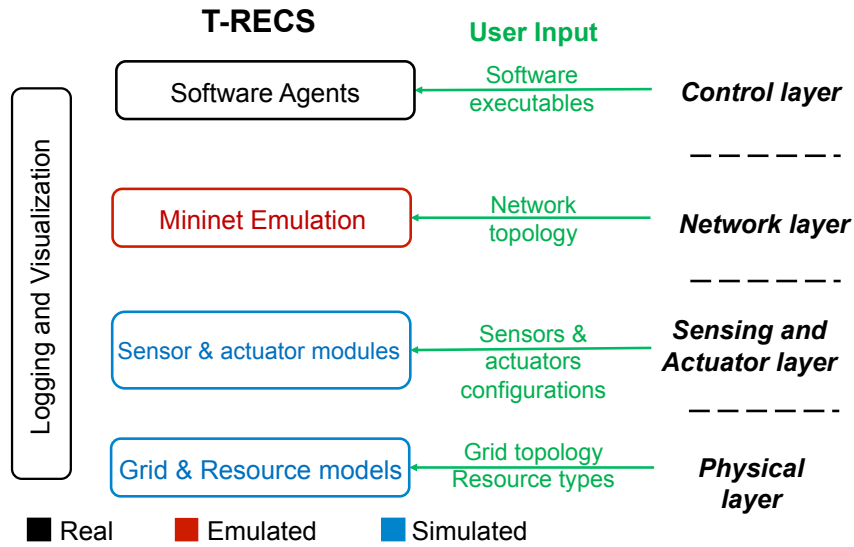 T-RECS
User Input
Logging and Visualization
Software Agents
Software
executables
Control layer
Mininet Emulation
Network
topology
Network layer
Sensor & actuator modules
Sensors &
actuators
configurations
Sensing and
Actuator layer
Grid & Resource models
Grid topology
Resource types
Physical
layer
Real
Emulated
Simulated